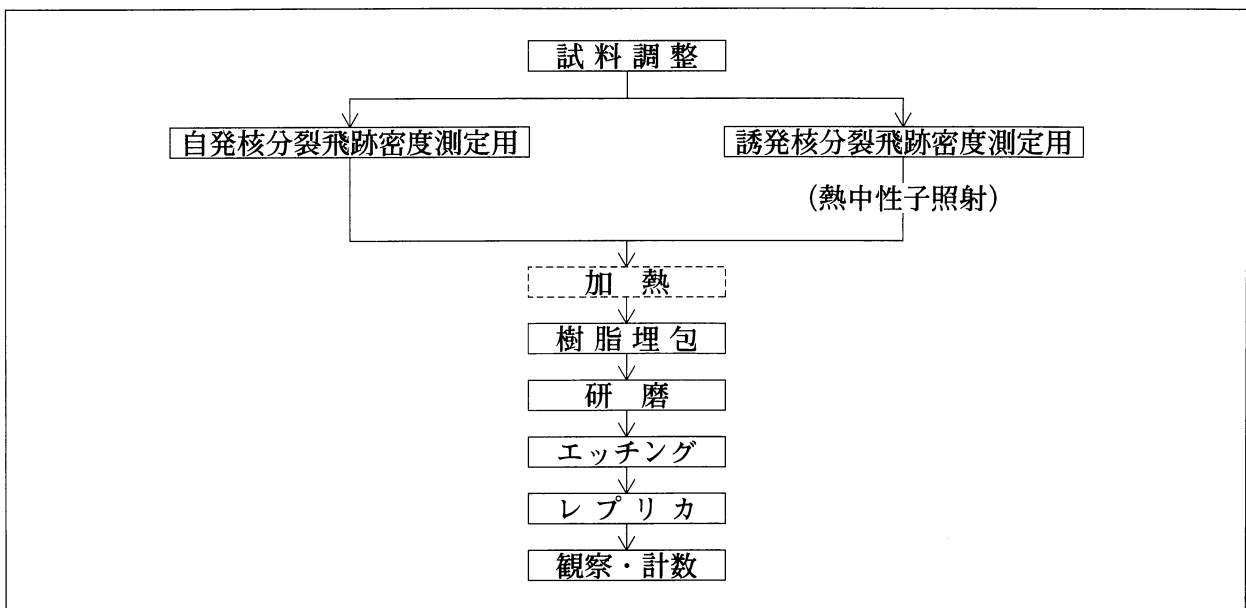 試料調整
自発核分裂飛跡密度測定用
誘発核分裂飛跡密度測定用
(熱中性子照射)
加熱
樹脂埋包
研磨
エッチング
レプリカ
観察・計数